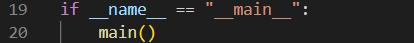 19 if __name__ == "__main__":
20     main()